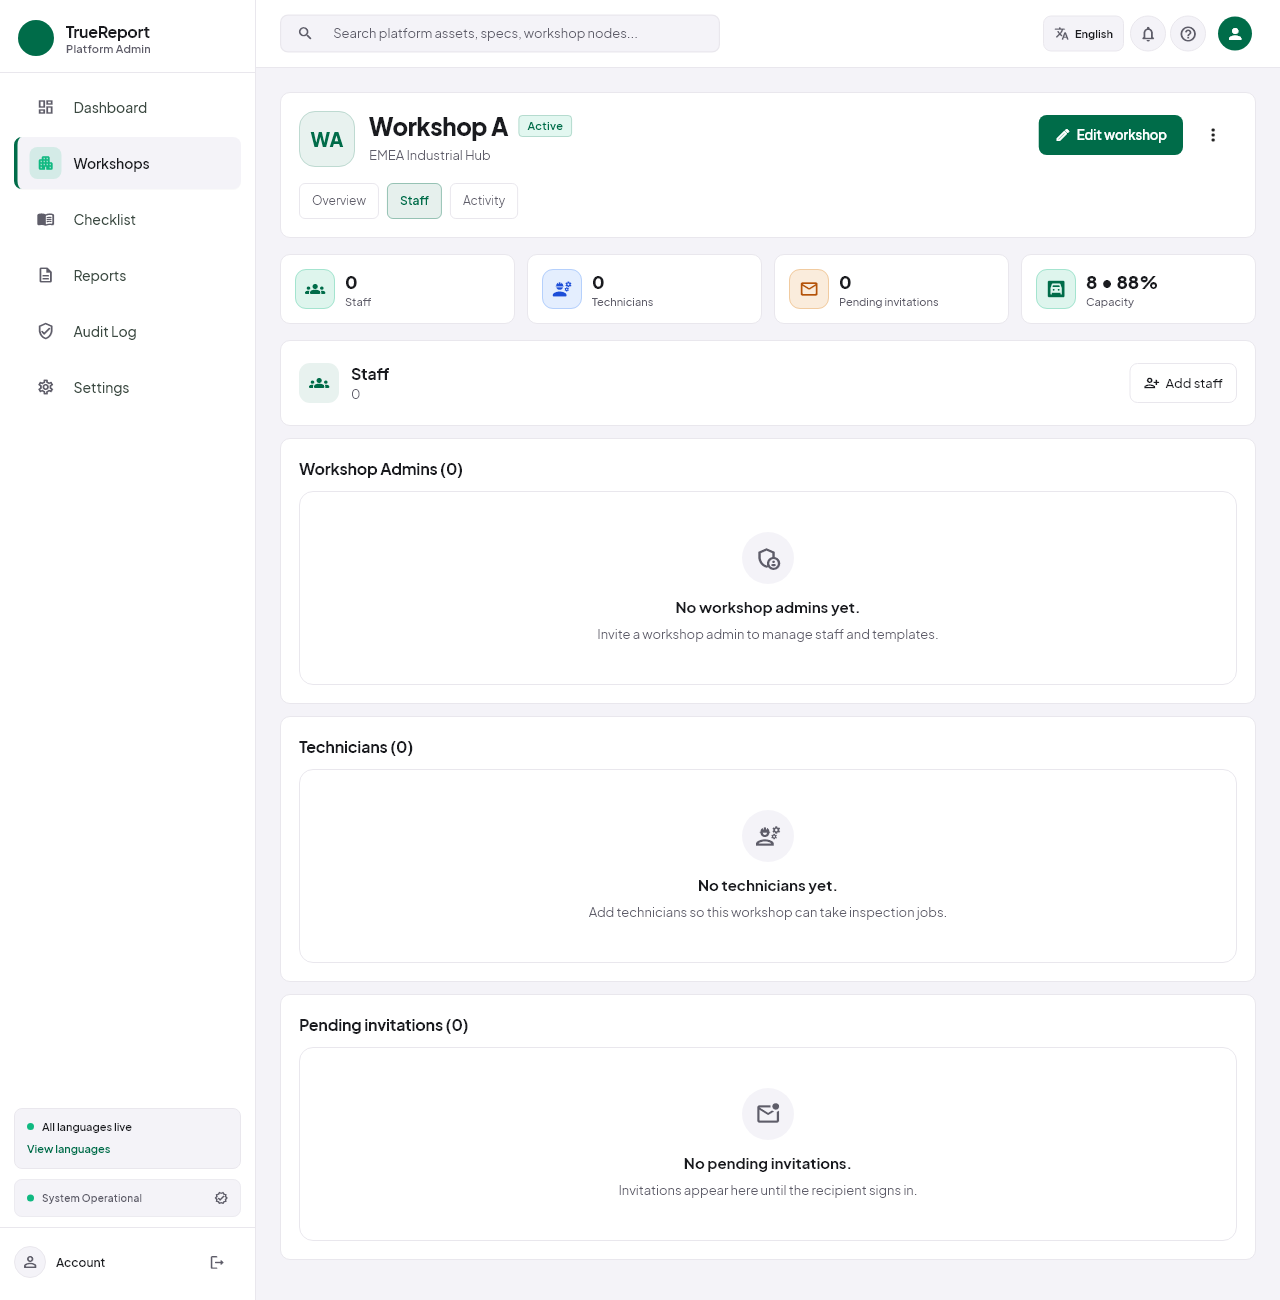 TrueReport
Platform Admin
Dashboard
Workshops
Checklist
Reports
Audit Log
Settings
All languages live
View languages
System Operational
Account
Search platform assets, specs, workshop nodes...
English
WA
Workshop A
Active
EMEA Industrial Hub
Edit workshop
Overview
Staff
Activity
0
Staff
0
Technicians
0
Pending invitations
8 • 88%
Capacity
Staff
0
Add staff
Workshop Admins (0)
No workshop admins yet.
Invite a workshop admin to manage staff and templates.
Technicians (0)
No technicians yet.
Add technicians so this workshop can take inspection jobs.
Pending invitations (0)
No pending invitations.
Invitations appear here until the recipient signs in.